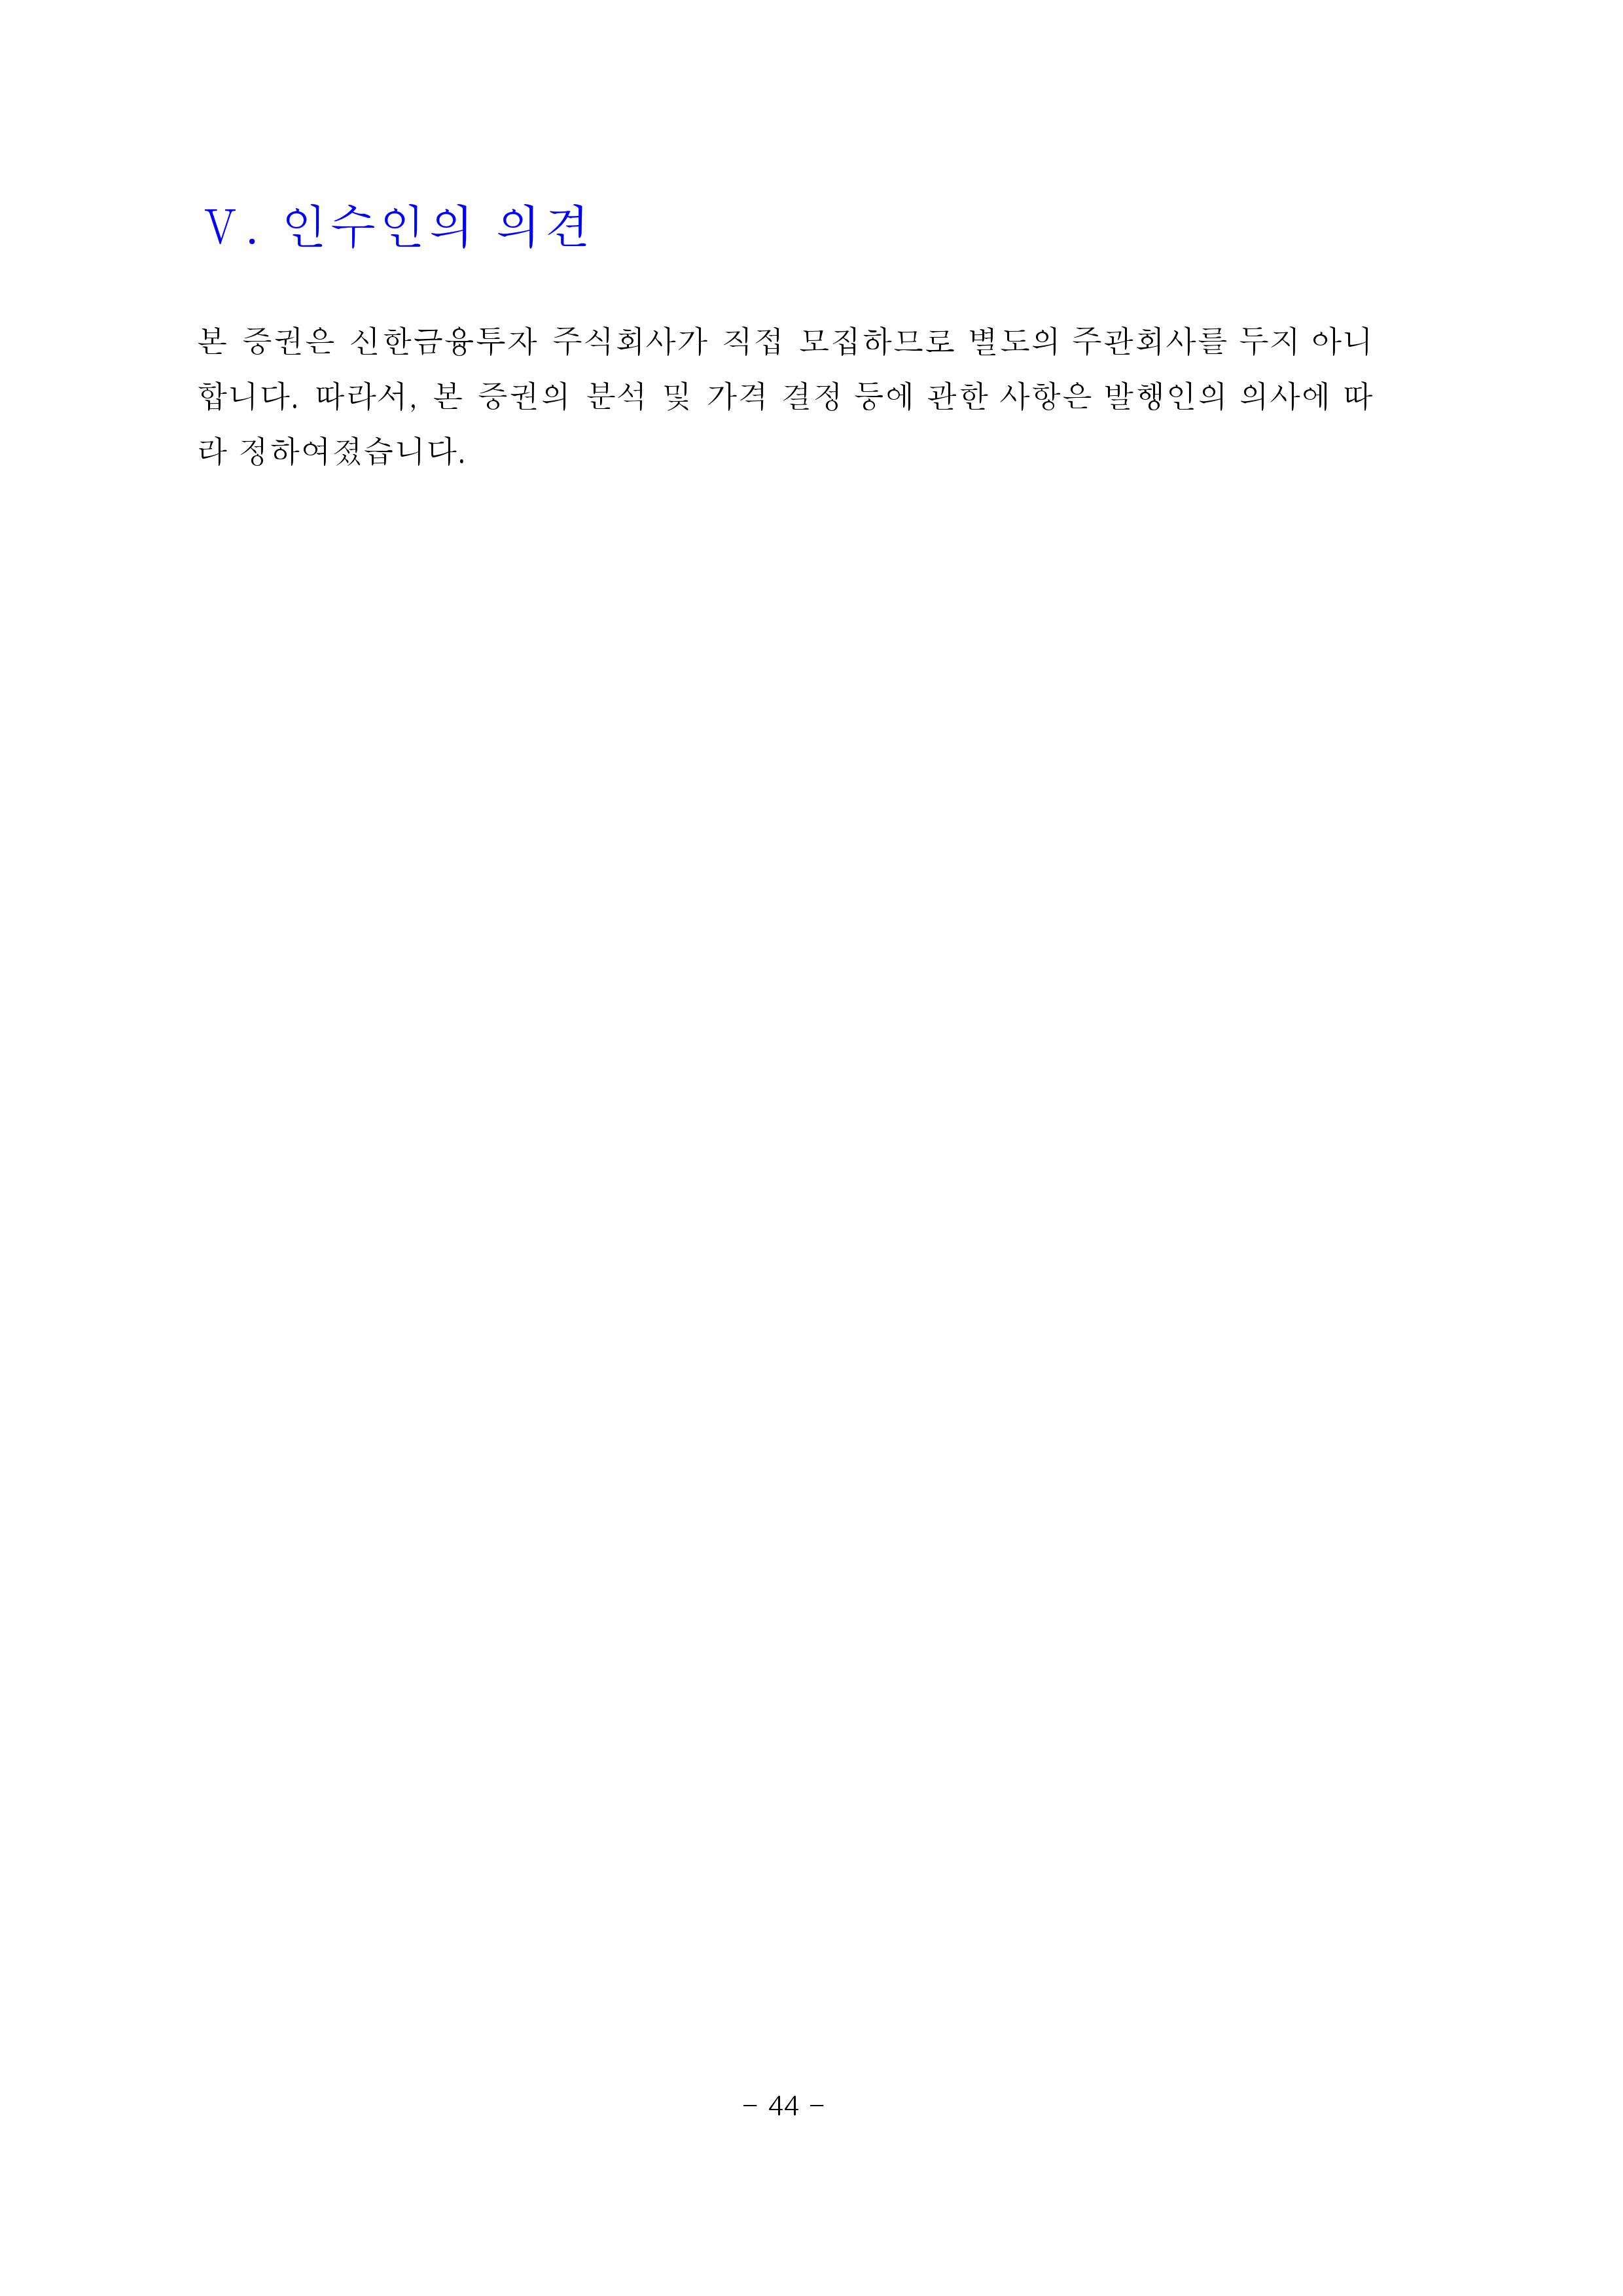 Ⅴ. 인수인의 의견
본 증권은 신한금융투자 주식회사가 직접 모집하므로 별도의 주관회사를 두지 아니
합니다. 따라서, 본 증권의 분석 및 가격 결정 등에 관한 사항은 발행인의 의사에 따
라 정하여졌습니다.
- 44 -